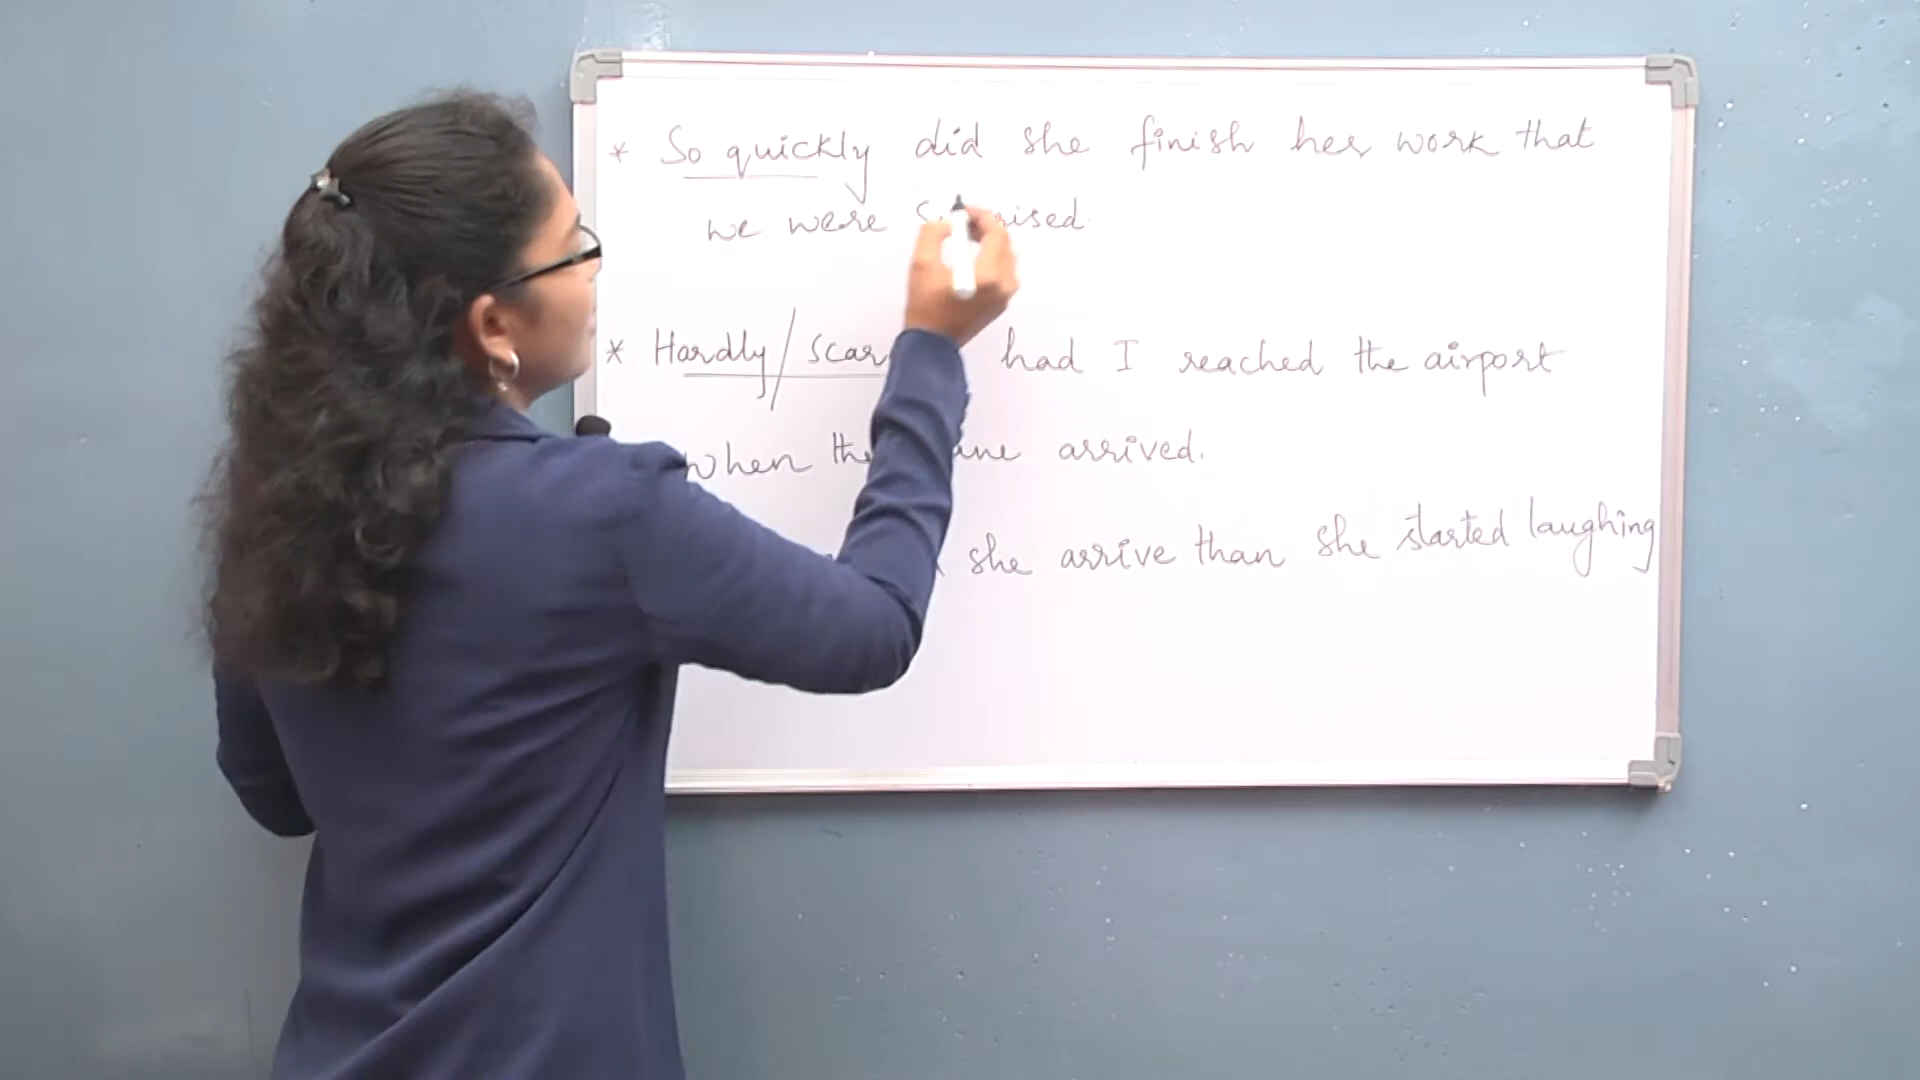 * So quickly did she finish her work that
we were
* Hardly / had I reached the airport
when arrived.
she arrive than she started laughing